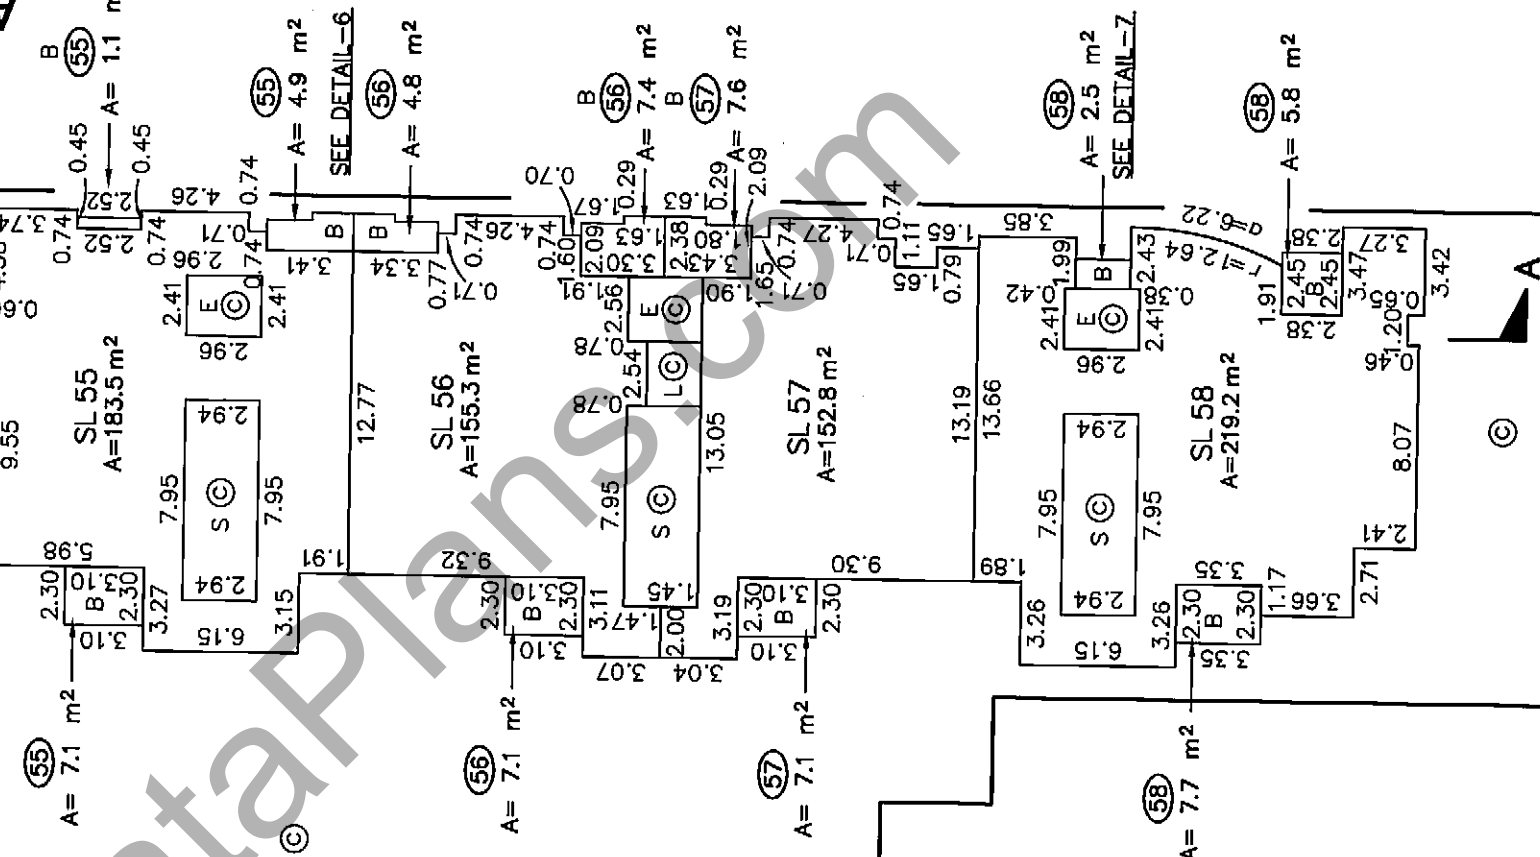 B
55
A= 1.1 m
0.45
0.45
3.74
0.74
2.52
2.52
0.74
4.26
0.74
0.71
0.74
2.96
2.41
E C
2.41
2.96
55
A= 4.9 m²
SEE DETAIL-6
56
A= 4.8 m²
B
B
3.41
3.34
0.77
0.71
0.74
4.26
0.74
0.70
B
56
A= 7.4 m²
B
57
A= 7.6 m²
1.67
0.29
1.63
0.29
2.09
1.60
2.09
1.63
3.30
2.38
1.80
3.43
1.65
0.71
0.74
4.27
0.71
0.74
1.11
1.65
1.65
0.79
3.85
1.99
0.42
58
A= 2.5 m²
SEE DETAIL-7
B
2.43
0.38
a=6.22
r=12.64
58
A= 5.8 m²
2.38
2.45
B
2.45
2.38
1.91
3.27
3.47
3.42
0.65
1.20
0.46
A
9.55
SL 55
A=183.5 m²
2.94
7.95
S C
7.95
2.94
12.77
SL 56
A=155.3 m²
1.91
2.56
E C
1.90
0.78
2.54
L C
0.78
7.95
S C
13.05
1.45
SL 57
A=152.8 m²
13.19
13.66
2.41
E C
2.41
2.96
SL 58
A=219.2 m²
2.94
7.95
S C
7.95
2.94
8.07
C
2.41
2.71
5.98
2.30
3.10
B
2.30
3.10
3.27
6.15
3.15
1.91
9.32
2.30
3.10
B
2.30
3.10
3.11
1.47
2.00
3.07
3.04
3.19
2.30
3.10
B
2.30
3.10
9.30
1.89
3.26
6.15
3.26
3.35
2.30
B
2.30
3.35
1.17
3.66
55
A= 7.1 m²
C
56
A= 7.1 m²
57
A= 7.1 m²
58
A= 7.7 m²
taPlans.com